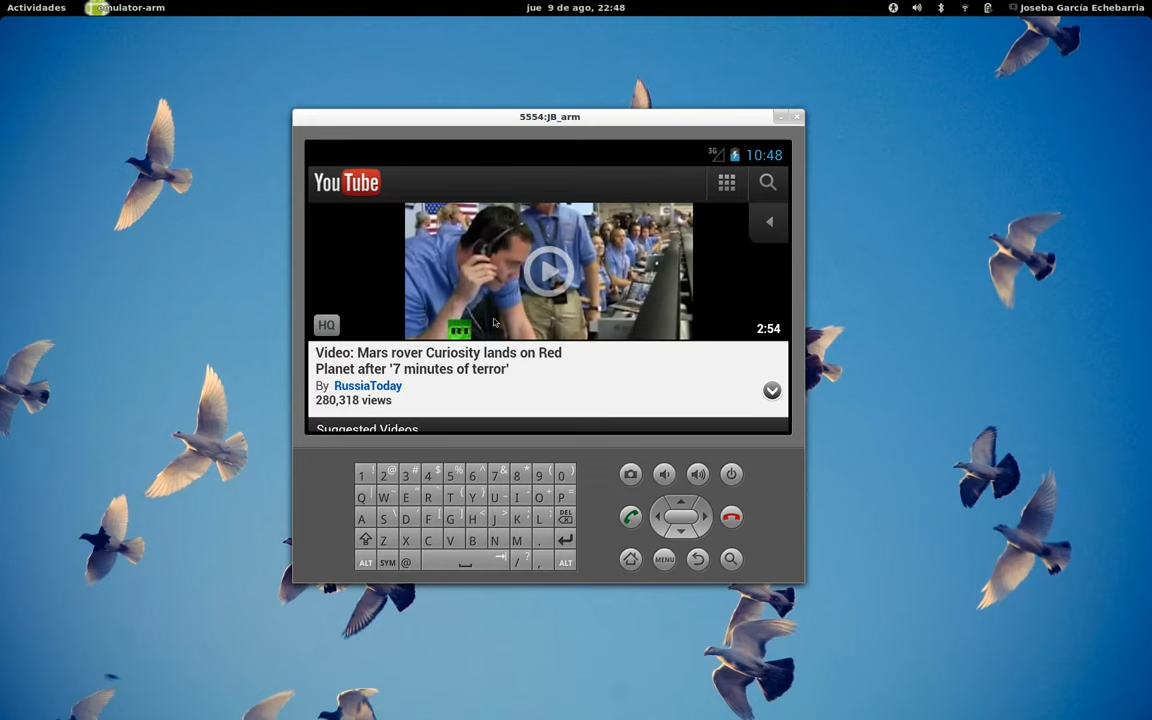 Actividades
emulator-arm
jue 9 de ago, 22:48
Joseba García Echebarria
5554:JB_arm
3G
10:48
YouTube
HQ
RT
2:54
Video: Mars rover Curiosity lands on Red
Planet after '7 minutes of terror'
By RussiaToday
280,318 views
Suggested Videos
1 ! 2 @ 3 # 4 $ 5 % 6 ^ 7 & 8 * 9 ( 0 )
Q | W ~ E " R ` T { Y } U _ I - O + P =
A S \ D ' F [ G ] H < J > K ; L : DEL
Z X C V B N M .
ALT SYM @ / ? , ALT
MENU